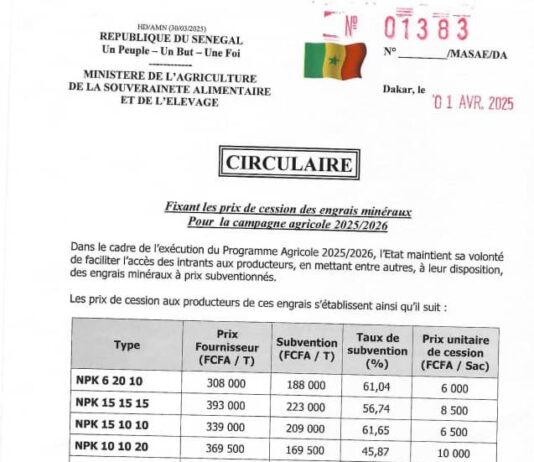 HD/AMN (30/03/2025)
REPUBLIQUE DU SENEGAL
Un Peuple – Un But – Une Foi
MINISTERE DE L'AGRICULTURE
DE LA SOUVERAINETE ALIMENTAIRE
ET DE L'ELEVAGE
Nº 01383
N° /MASAE/DA
Dakar, le 01 AVR. 2025
CIRCULAIRE
Fixant les prix de cession des engrais minéraux
Pour la campagne agricole 2025/2026
Dans le cadre de l'exécution du Programme Agricole 2025/2026, l'Etat maintient sa volonté
de faciliter l'accès des intrants aux producteurs, en mettant entre autres, à leur disposition,
des engrais minéraux à prix subventionnés.
Les prix de cession aux producteurs de ces engrais s'établissent ainsi qu'il suit :
Type Prix Fournisseur (FCFA / T) Subvention (FCFA / T) Taux de subvention (%) Prix unitaire de cession (FCFA / Sac)
NPK 6 20 10 308 000 188 000 61,04 6 000
NPK 15 15 15 393 000 223 000 56,74 8 500
NPK 15 10 10 339 000 209 000 61,65 6 500
NPK 10 10 20 369 500 169 500 45,87 10 000